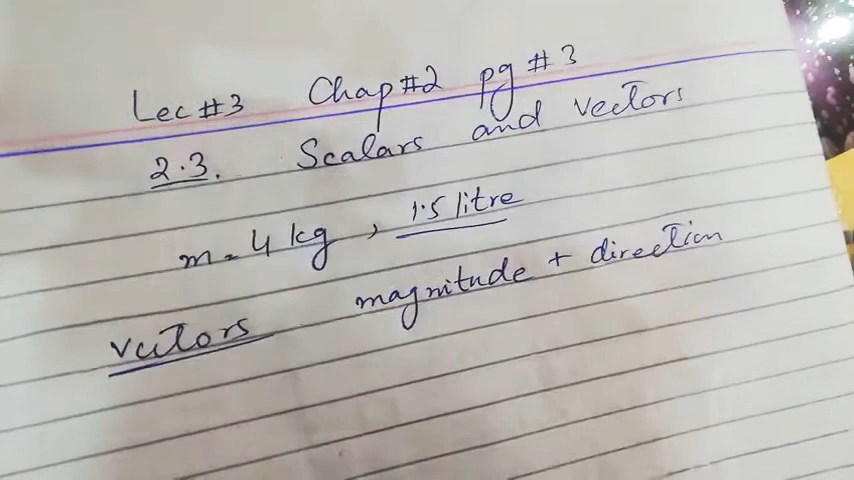 Lec #3 Chap #2 pg #3
2.3. Scalars and vectors
m = 4 kg , 1.5 litre
vectors magnitude + direction